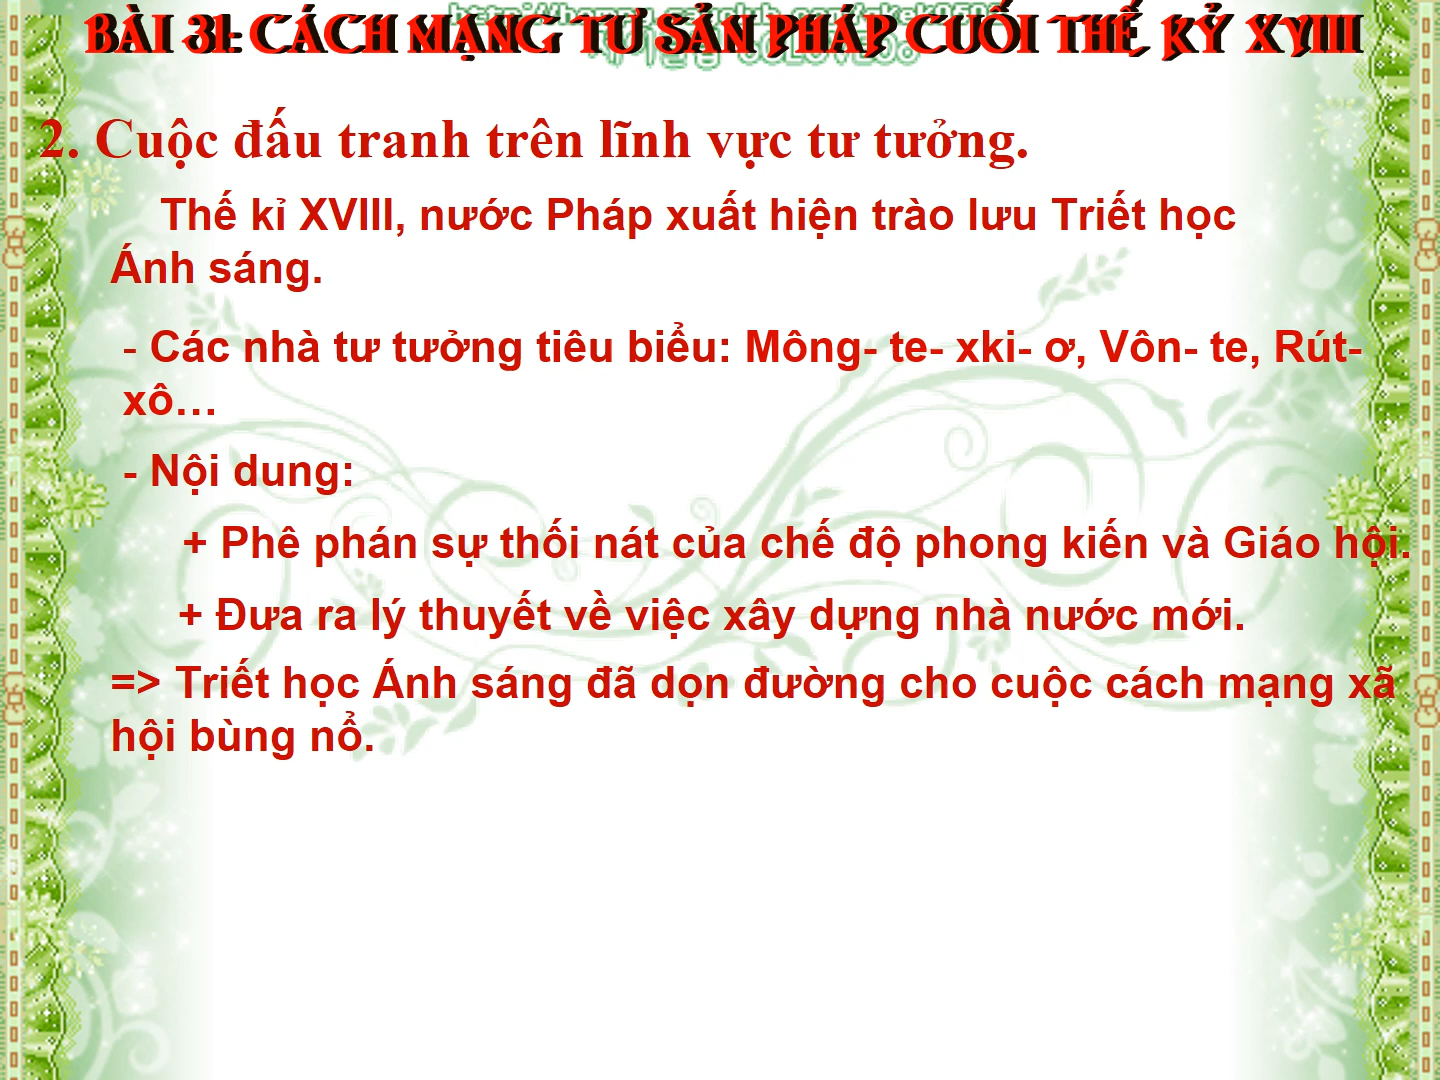 BÀI 31: CÁCH MẠNG TƯ SẢN PHÁP CUỐI THẾ KỶ XVIII
2. Cuộc đấu tranh trên lĩnh vực tư tưởng.
Thế kỉ XVIII, nước Pháp xuất hiện trào lưu Triết học
Ánh sáng.
- Các nhà tư tưởng tiêu biểu: Mông- te- xki- ơ, Vôn- te, Rút-
xô…
- Nội dung:
+ Phê phán sự thối nát của chế độ phong kiến và Giáo hội.
+ Đưa ra lý thuyết về việc xây dựng nhà nước mới.
=> Triết học Ánh sáng đã dọn đường cho cuộc cách mạng xã
hội bùng nổ.